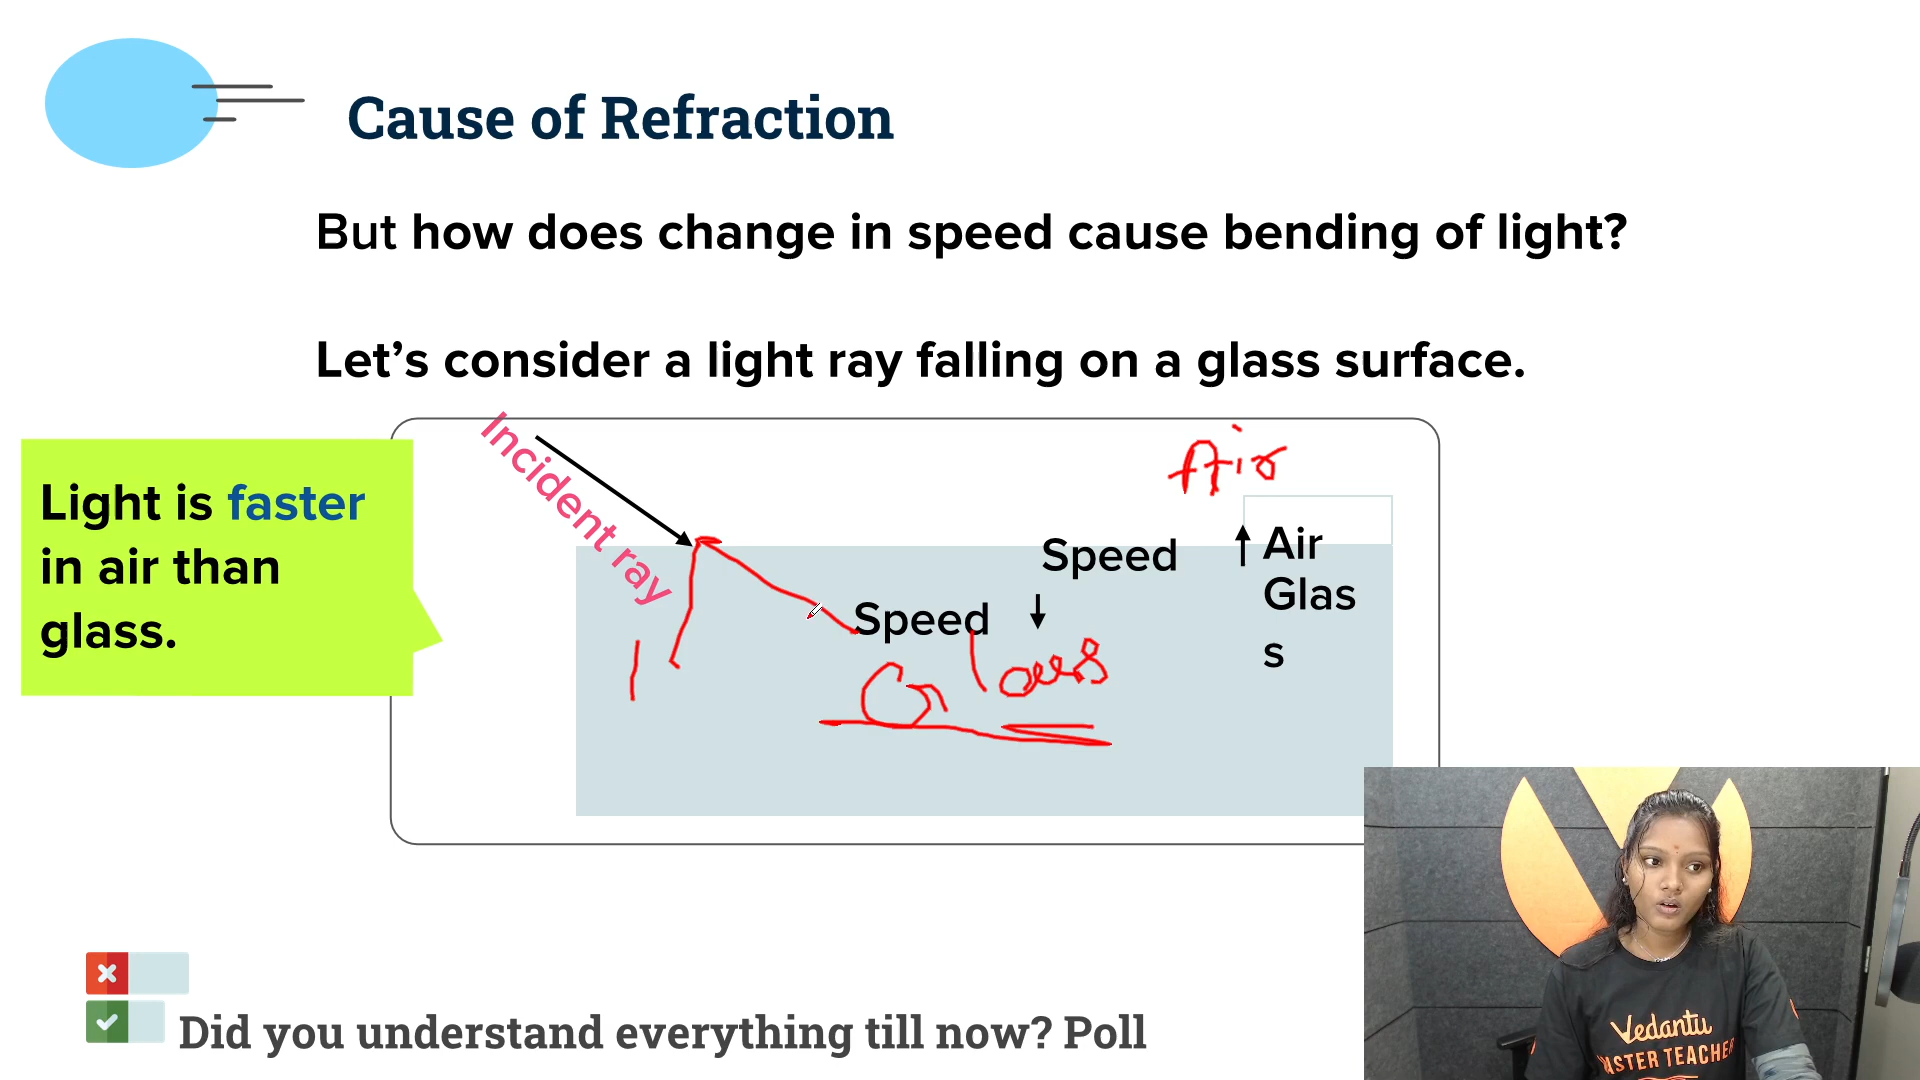 Cause of Refraction
But how does change in speed cause bending of light?
Let’s consider a light ray falling on a glass surface.
Light is faster
in air than
glass.
Incident ray
Air
Speed ↑ Air
Speed ↓
Glas
s
Glass
Did you understand everything till now? Poll
Vedantu
MASTER TEACHER